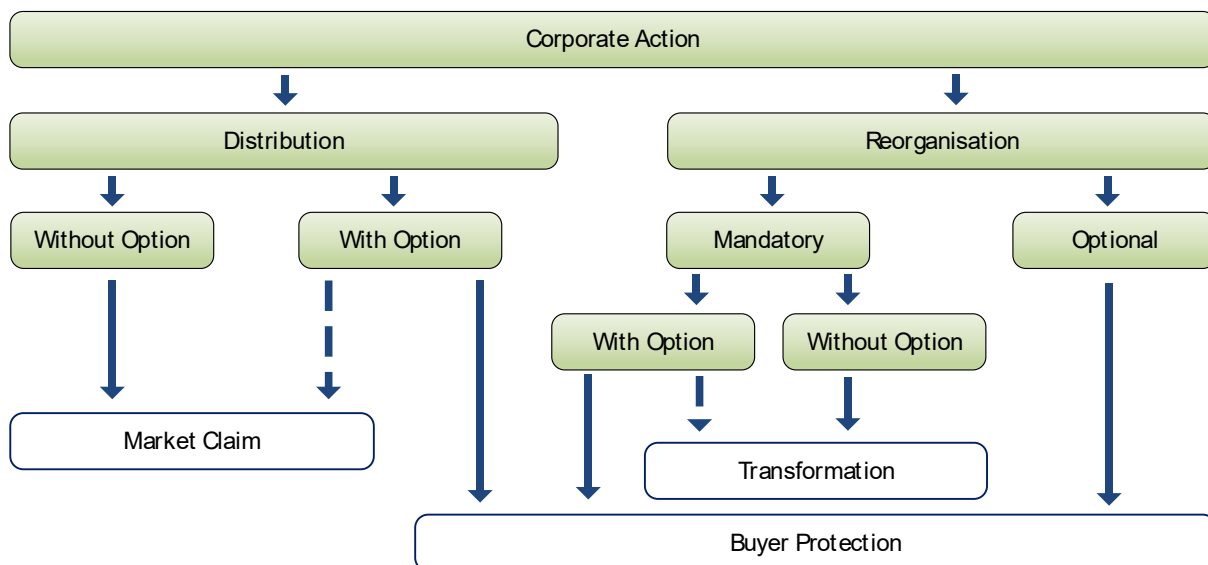 Corporate Action
Distribution
Reorganisation
Without Option
With Option
Mandatory
Optional
With Option
Without Option
Market Claim
Transformation
Buyer Protection